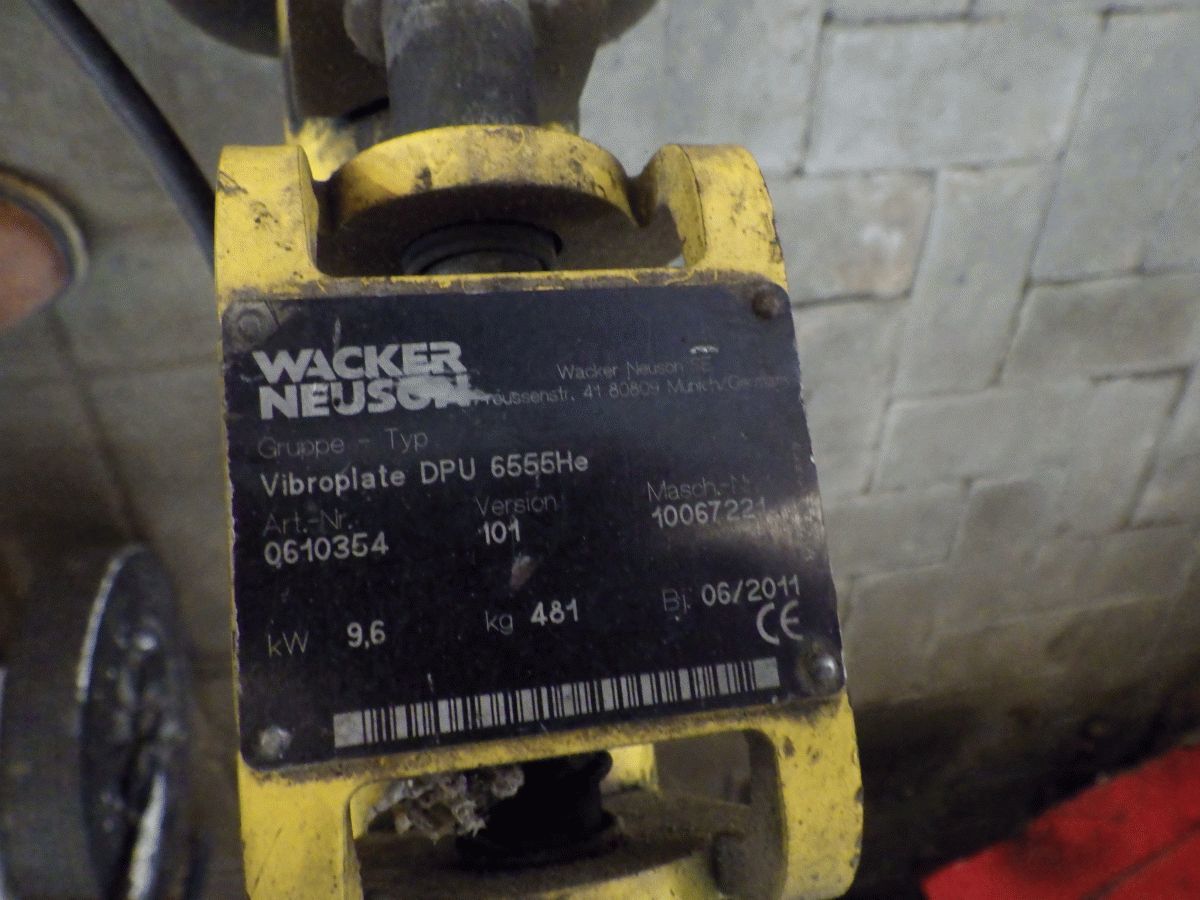 WACKER
NEUSON
Wacker Neuson SE
Preussenstr. 41 80809 Munich/Germany
Gruppe - Typ
Vibroplate DPU 6555He
Art.-Nr. Version Masch.-Nr.
0610354 101 10067221
kW 9,6 kg 481 Bj. 06/2011
CE